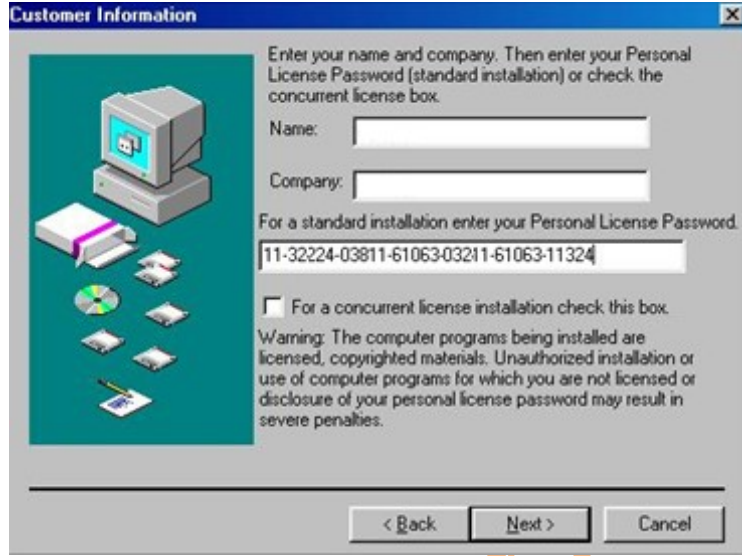 Customer Information
Enter your name and company. Then enter your Personal
License Password (standard installation) or check the
concurrent license box.
Name:
Company:
For a standard installation enter your Personal License Password.
11-32224-03811-61063-03211-61063-11324
For a concurrent license installation check this box.
Warning: The computer programs being installed are
licensed, copyrighted materials. Unauthorized installation or
use of computer programs for which you are not licensed or
disclosure of your personal license password may result in
severe penalties.
< Back
Next >
Cancel